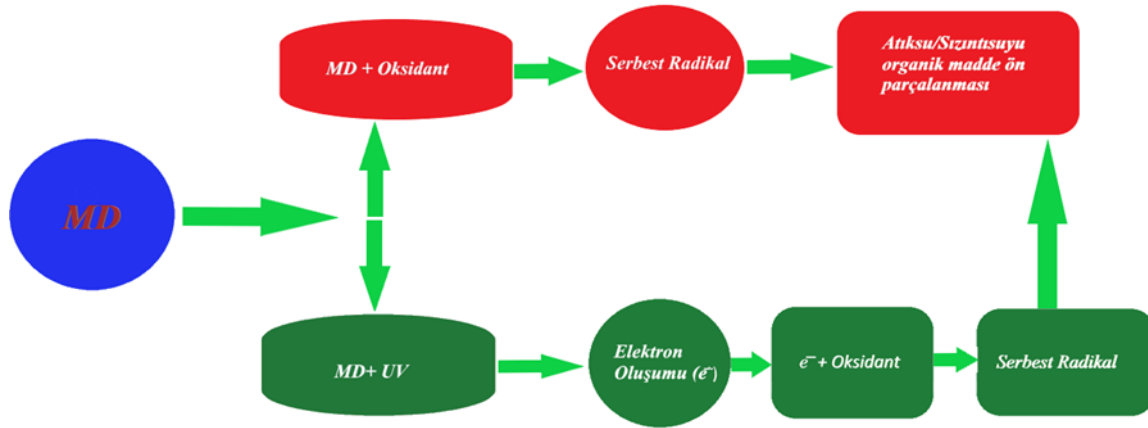 MD
MD + Oksidant
Serbest Radikal
Atıksu/Sızıntısuyu
organik madde ön
parçalanması
MD+ UV
Elektron
Oluşumu (e⁻)
e⁻ + Oksidant
Serbest Radikal